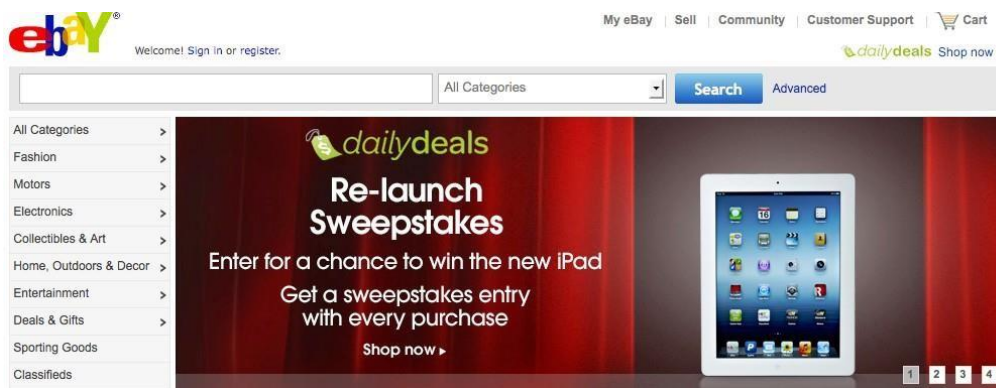 My eBay Sell Community Customer Support Cart
ebaY®
Welcome! Sign in or register.
dailydeals Shop now
All Categories Search Advanced
All Categories
Fashion
Motors
Electronics
Collectibles & Art
Home, Outdoors & Decor
Entertainment
Deals & Gifts
Sporting Goods
Classifieds
dailydeals
Re-launch
Sweepstakes
Enter for a chance to win the new iPad
Get a sweepstakes entry
with every purchase
Shop now
16
1 2 3 4